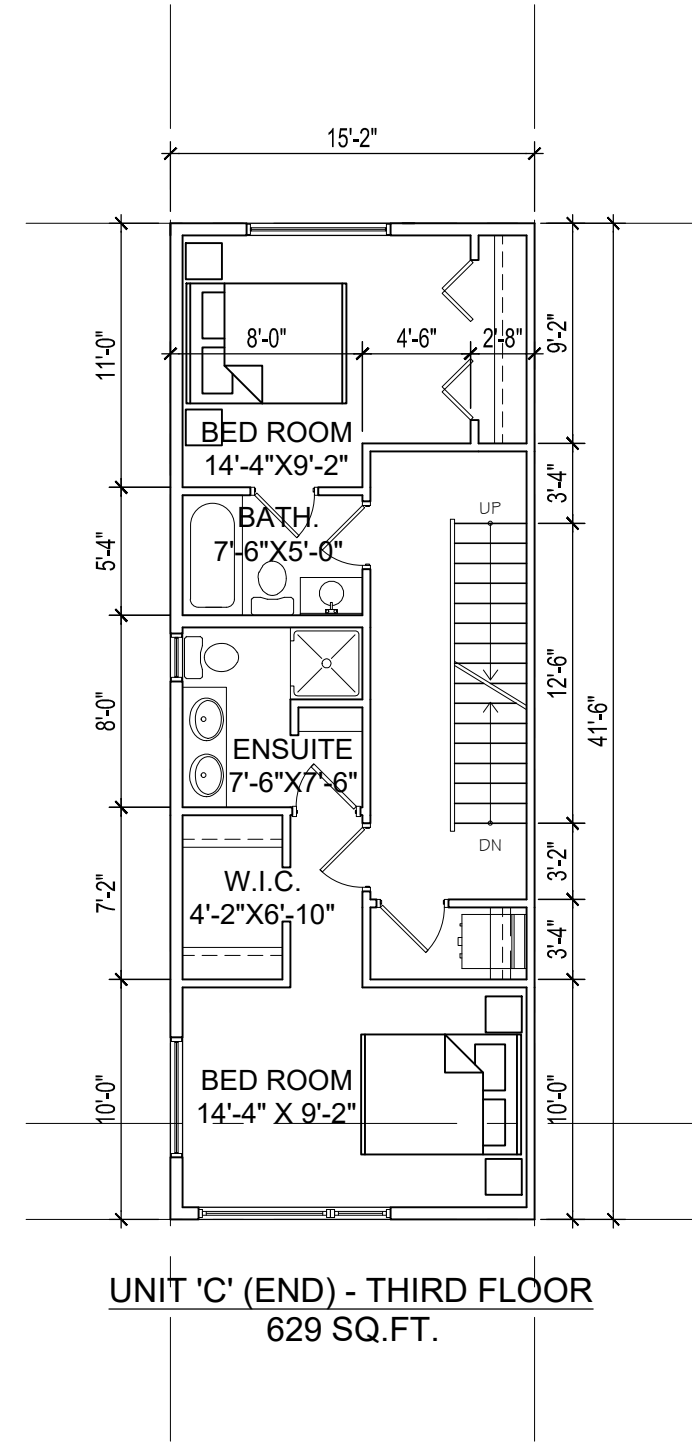 15'-2"
11'-0"
8'-0"
4'-6"
2'-8"
9'-2"
BED ROOM
14'-4"X9'-2"
3'-4"
UP
BATH.
7'-6"X5'-0"
5'-4"
12'-6"
41'-6"
8'-0"
ENSUITE
7'-6"X7'-6"
DN
3'-2"
W.I.C.
4'-2"X6'-10"
7'-2"
3'-4"
BED ROOM
14'-4" X 9'-2"
10'-0"
10'-0"
UNIT 'C' (END) - THIRD FLOOR
629 SQ.FT.